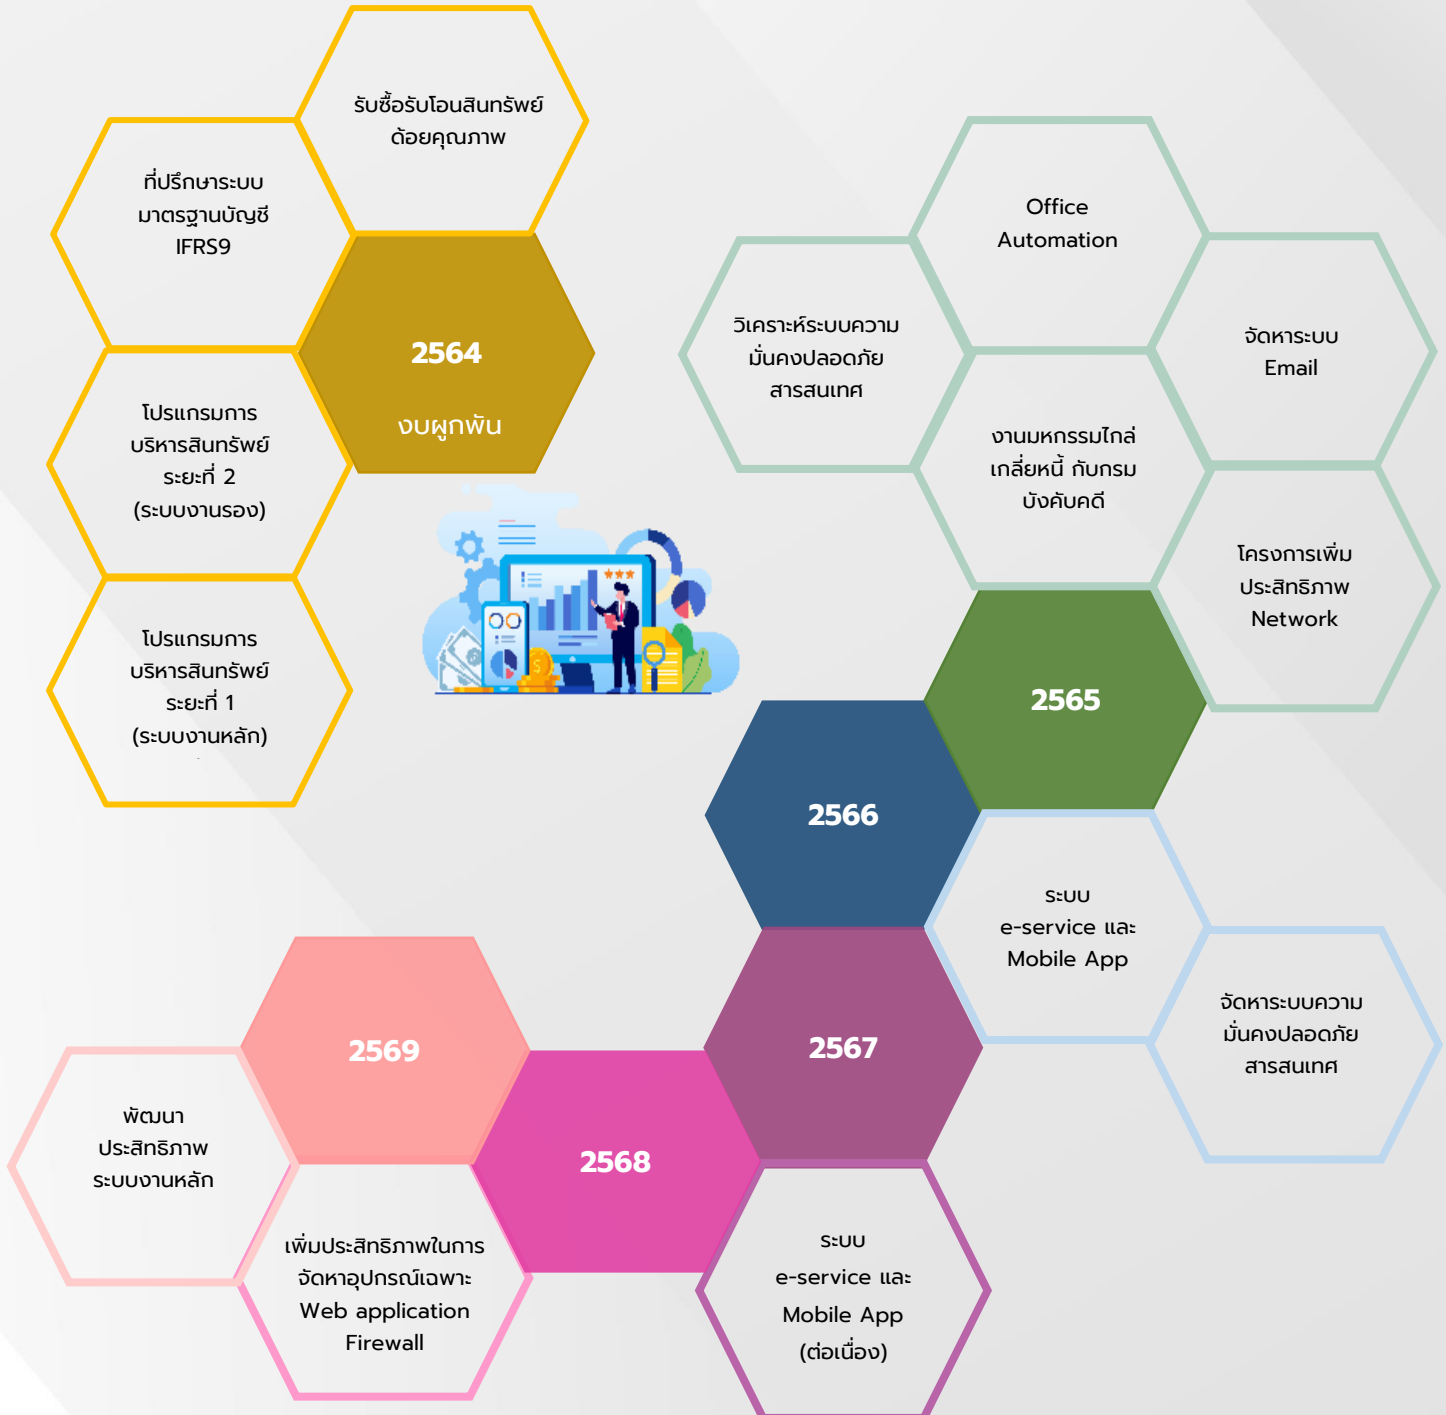 รับซื้อรับโอนสินทรัพย์
ด้อยคุณภาพ
ที่ปรึกษาระบบ
มาตรฐานบัญชี
IFRS9
2564
งบผูกพัน
โปรแกรมการ
บริหารสินทรัพย์
ระยะที่ 2
(ระบบงานรอง)
โปรแกรมการ
บริหารสินทรัพย์
ระยะที่ 1
(ระบบงานหลัก)
Office
Automation
วิเคราะห์ระบบความ
มั่นคงปลอดภัย
สารสนเทศ
จัดหาระบบ
Email
งานมหกรรมไกล่
เกลี่ยหนี้ กับกรม
บังคับคดี
โครงการเพิ่ม
ประสิทธิภาพ
Network
2565
2566
ระบบ
e-service และ
Mobile App
จัดหาระบบความ
มั่นคงปลอดภัย
สารสนเทศ
2567
ระบบ
e-service และ
Mobile App
(ต่อเนื่อง)
2568
เพิ่มประสิทธิภาพในการ
จัดหาอุปกรณ์เฉพาะ
Web application
Firewall
2569
พัฒนา
ประสิทธิภาพ
ระบบงานหลัก